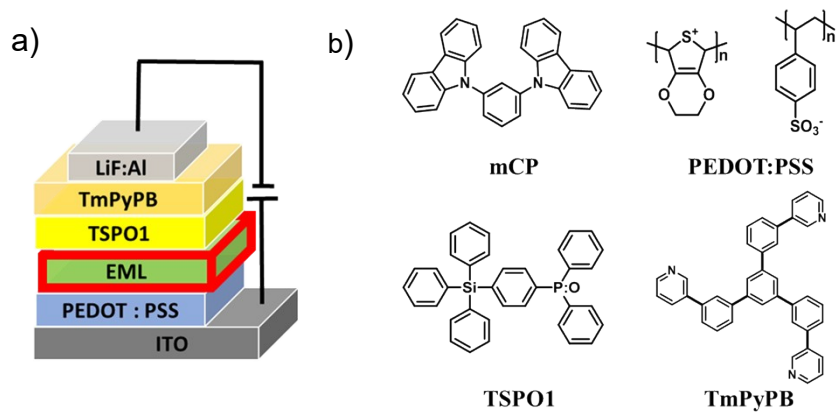 a)
LiF:Al
TmPyPB
TSPO1
EML
PEDOT : PSS
ITO
b)
N
N
mCP
S+
n
O
O
n
SO3-
PEDOT:PSS
Si
P:O
TSPO1
N
N
N
TmPyPB